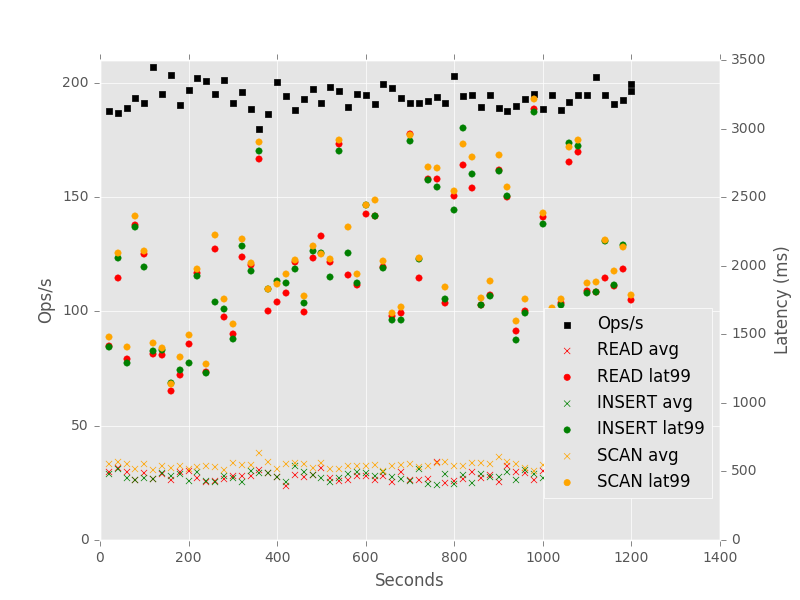 200
150
100
50
0
Ops/s
3500
3000
2500
2000
1500
1000
500
0
Latency (ms)
Ops/s
READ avg
READ lat99
INSERT avg
INSERT lat99
SCAN avg
SCAN lat99
0 200 400 600 800 1000 1200 1400
Seconds